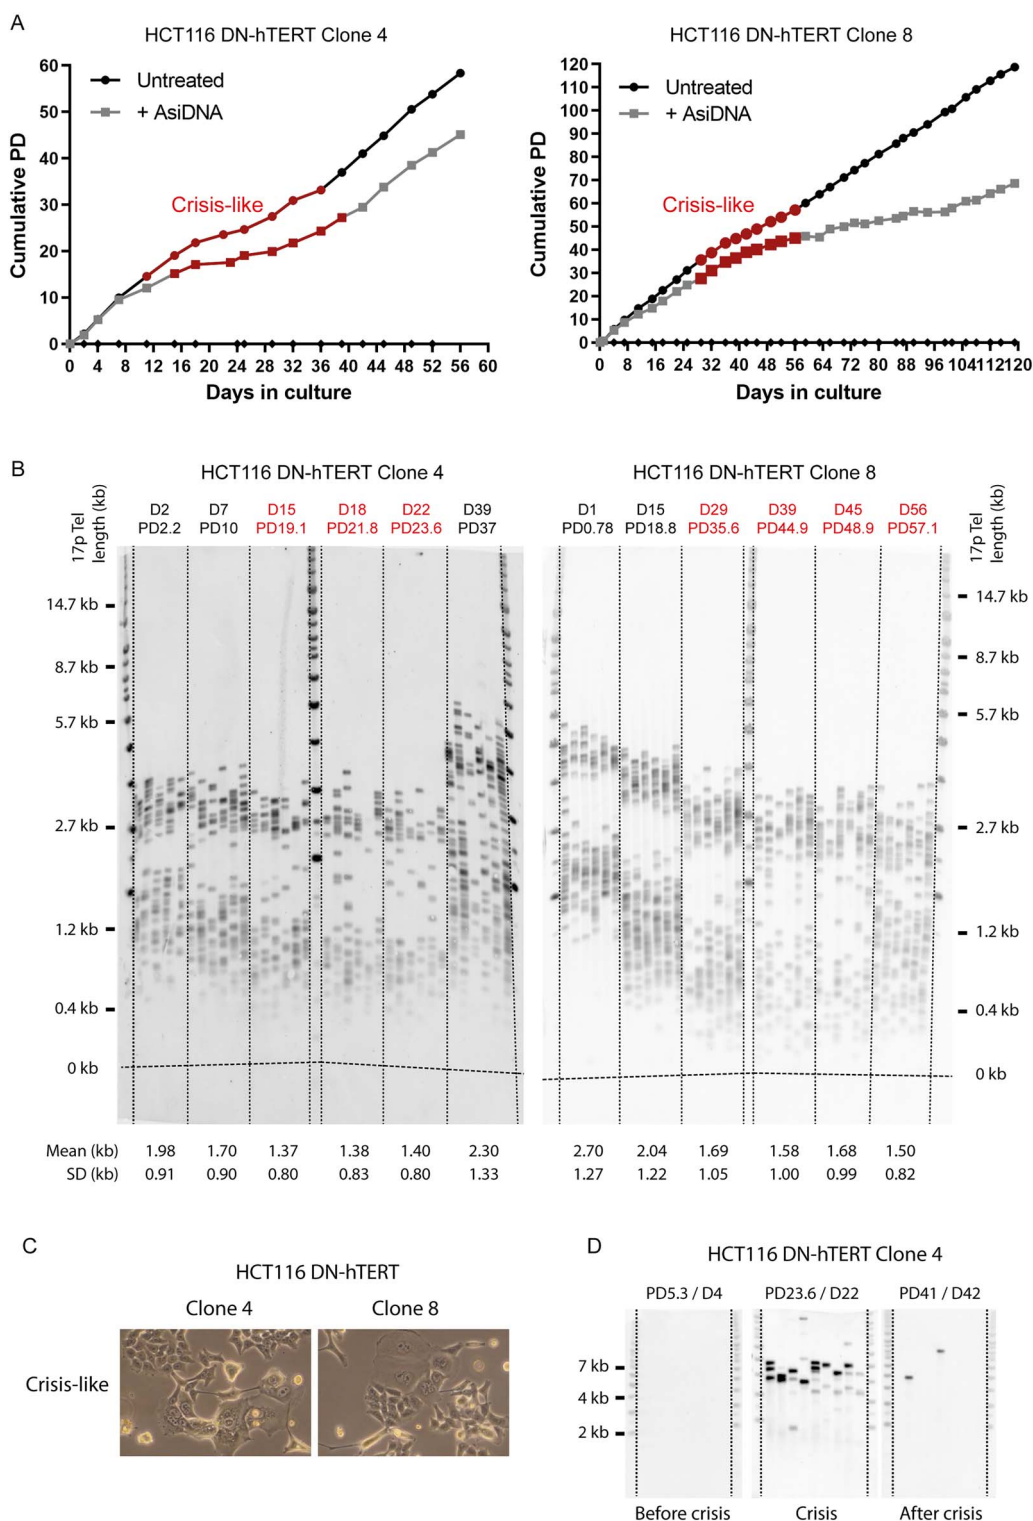 A
HCT116 DN-hTERT Clone 4
Untreated
+ AsiDNA
Crisis-like
Cumulative PD
60
50
40
30
20
10
0
0 4 8 12 16 20 24 28 32 36 40 44 48 52 56 60
Days in culture
HCT116 DN-hTERT Clone 8
Untreated
+ AsiDNA
Crisis-like
Cumulative PD
120
110
100
90
80
70
60
50
40
30
20
10
0
0 8 16 24 32 40 48 56 64 72 80 88 96 104112120
Days in culture
B
HCT116 DN-hTERT Clone 4
17p Tel
length (kb)
D2 D7 D15 D18 D22 D39
PD2.2 PD10 PD19.1 PD21.8 PD23.6 PD37
14.7 kb
8.7 kb
5.7 kb
2.7 kb
1.2 kb
0.4 kb
0 kb
Mean (kb) 1.98 1.70 1.37 1.38 1.40 2.30
SD (kb) 0.91 0.90 0.80 0.83 0.80 1.33
HCT116 DN-hTERT Clone 8
D1 D15 D29 D39 D45 D56
PD0.78 PD18.8 PD35.6 PD44.9 PD48.9 PD57.1
17p Tel
length (kb)
14.7 kb
8.7 kb
5.7 kb
2.7 kb
1.2 kb
0.4 kb
0 kb
2.70 2.04 1.69 1.58 1.68 1.50
1.27 1.22 1.05 1.00 0.99 0.82
C
HCT116 DN-hTERT
Clone 4 Clone 8
Crisis-like
D
HCT116 DN-hTERT Clone 4
PD5.3 / D4 PD23.6 / D22 PD41 / D42
7 kb
4 kb
2 kb
Before crisis Crisis After crisis